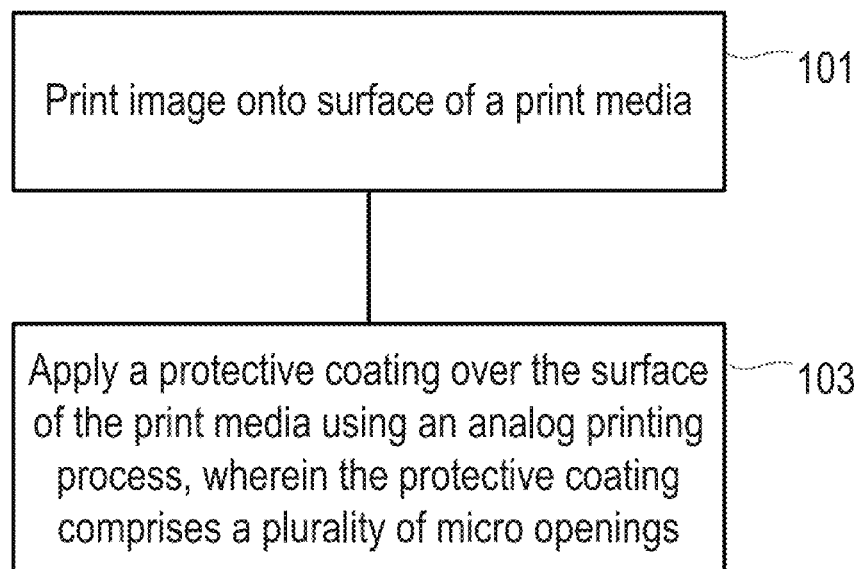 Print image onto surface of a print media
101
Apply a protective coating over the surface
of the print media using an analog printing
process, wherein the protective coating
comprises a plurality of micro openings
103